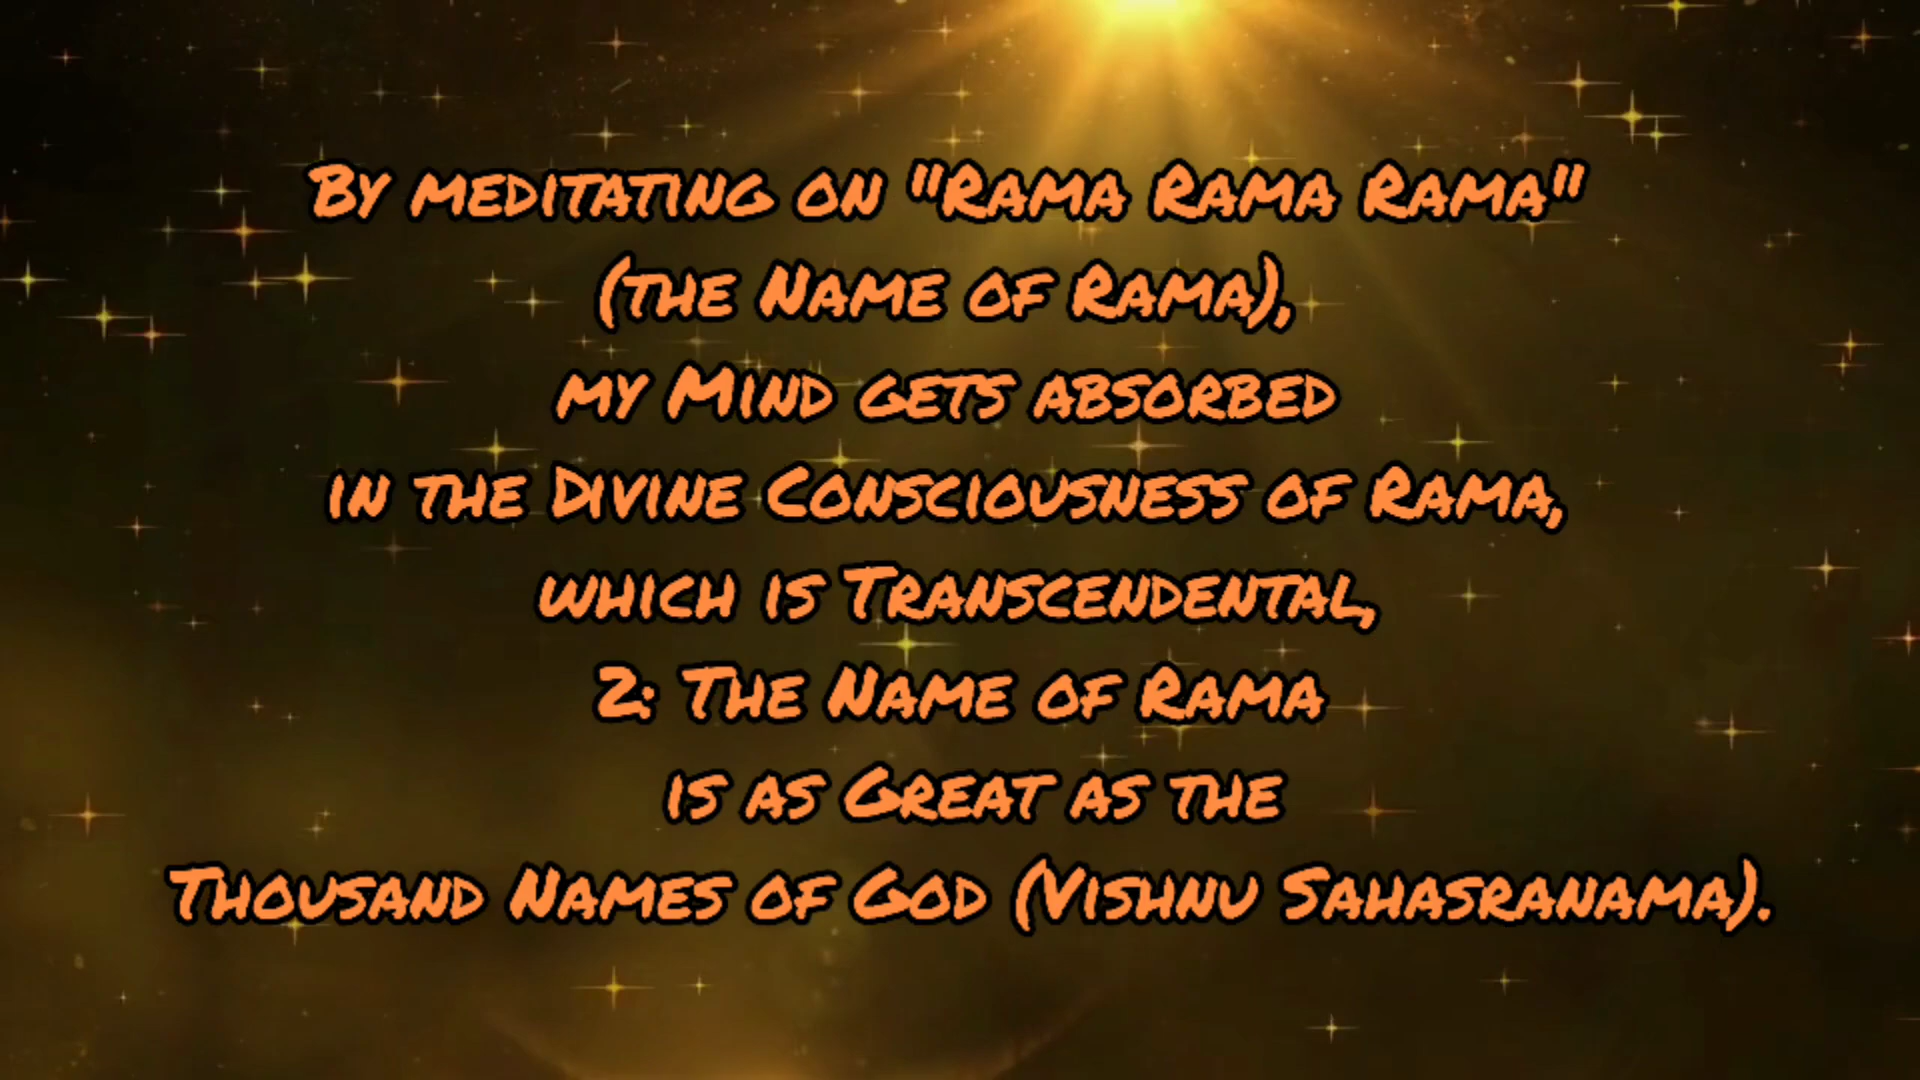 By meditating on "Rama Rama Rama"
(the Name of Rama),
my Mind gets absorbed
in the Divine Consciousness of Rama,
which is Transcendental,
2: The Name of Rama
is as Great as the
Thousand Names of God (Vishnu Sahasranama).